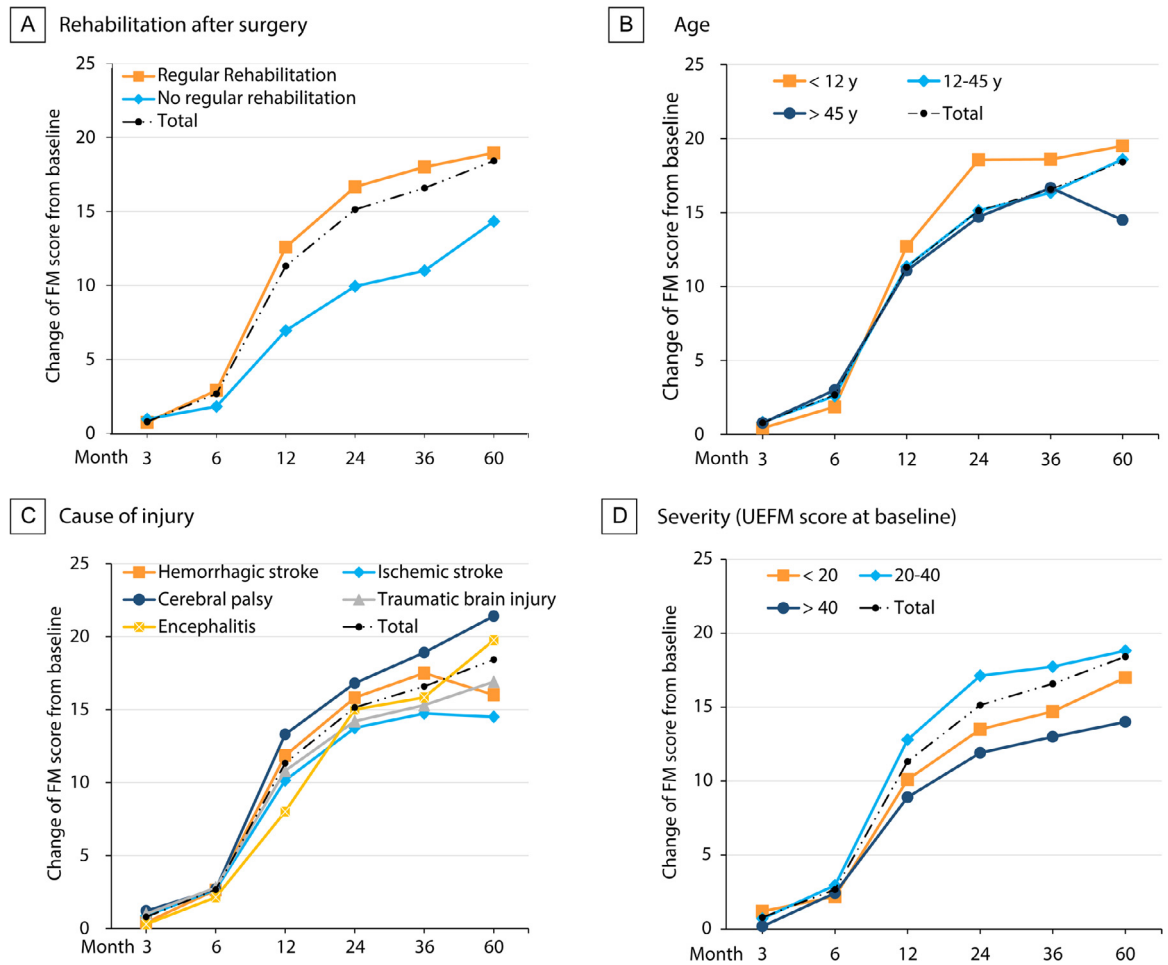 A Rehabilitation after surgery
Change of FM score from baseline
25
20
15
10
5
0
Regular Rehabilitation
No regular rehabilitation
Total
Month 3 6 12 24 36 60
B Age
Change of FM score from baseline
25
20
15
10
5
0
< 12 y 12-45 y
> 45 y Total
Month 3 6 12 24 36 60
C Cause of injury
Change of FM score from baseline
25
20
15
10
5
0
Hemorrhagic stroke Ischemic stroke
Cerebral palsy Traumatic brain injury
Encephalitis Total
Month 3 6 12 24 36 60
D Severity (UEFM score at baseline)
Change of FM score from baseline
25
20
15
10
5
0
< 20 20-40
> 40 Total
Month 3 6 12 24 36 60